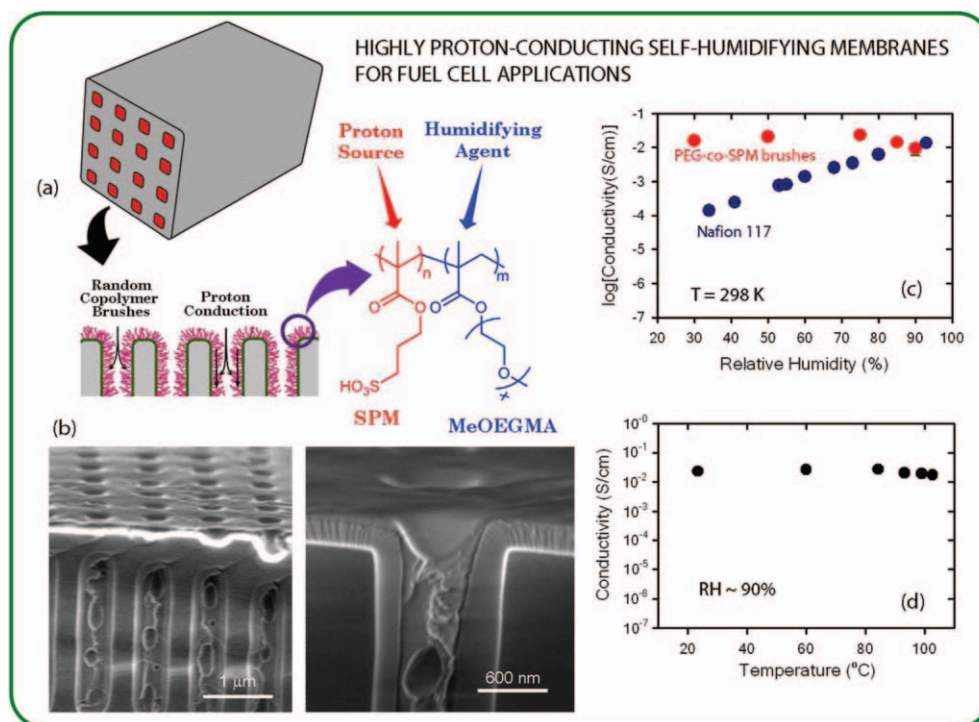 HIGHLY PROTON-CONDUCTING SELF-HUMIDIFYING MEMBRANES
FOR FUEL CELL APPLICATIONS
(a)
Proton
Source
Humidifying
Agent
Random
Copolymer
Brushes
Proton
Conduction
n
m
O
O
O
O
O
x
HO₃S
SPM
MeOEGMA
(b)
1 μm
600 nm
log[Conductivity(S/cm)]
-1
-2
-3
-4
-5
-6
-7
PEG-co-SPM brushes
Nafion 117
T = 298 K
(c)
30 40 50 60 70 80 90 100
Relative Humidity (%)
Conductivity (S/cm)
10⁰
10⁻¹
10⁻²
10⁻³
10⁻⁴
10⁻⁵
10⁻⁶
10⁻⁷
RH ~ 90%
(d)
20 40 60 80 100
Temperature (°C)